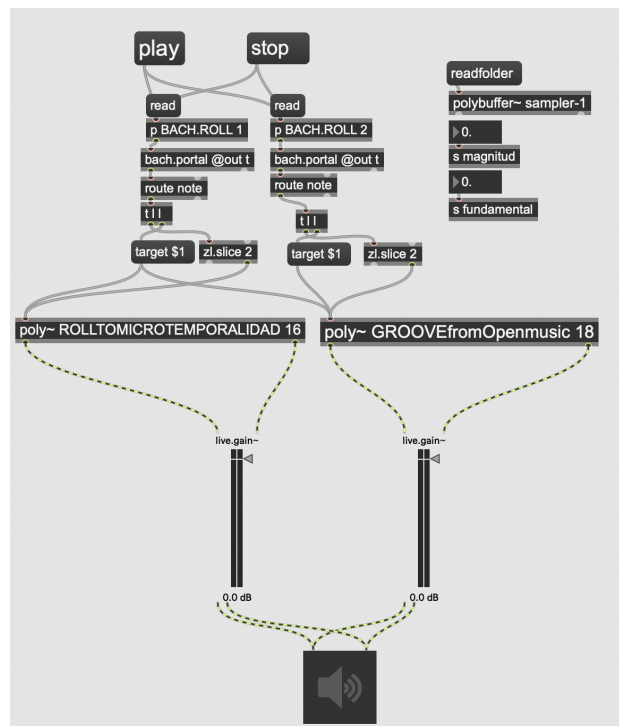 play
stop
readfolder
read
read
polybuffer~ sampler-1
p BACH.ROLL 1
p BACH.ROLL 2
0.
bach.portal @out t
bach.portal @out t
s magnitud
route note
route note
0.
t l l
t l l
s fundamental
target $1
zl.slice 2
target $1
zl.slice 2
poly~ ROLLTOMICROTEMPORALIDAD 16
poly~ GROOVEfromOpenmusic 18
live.gain~
live.gain~
0.0 dB
0.0 dB